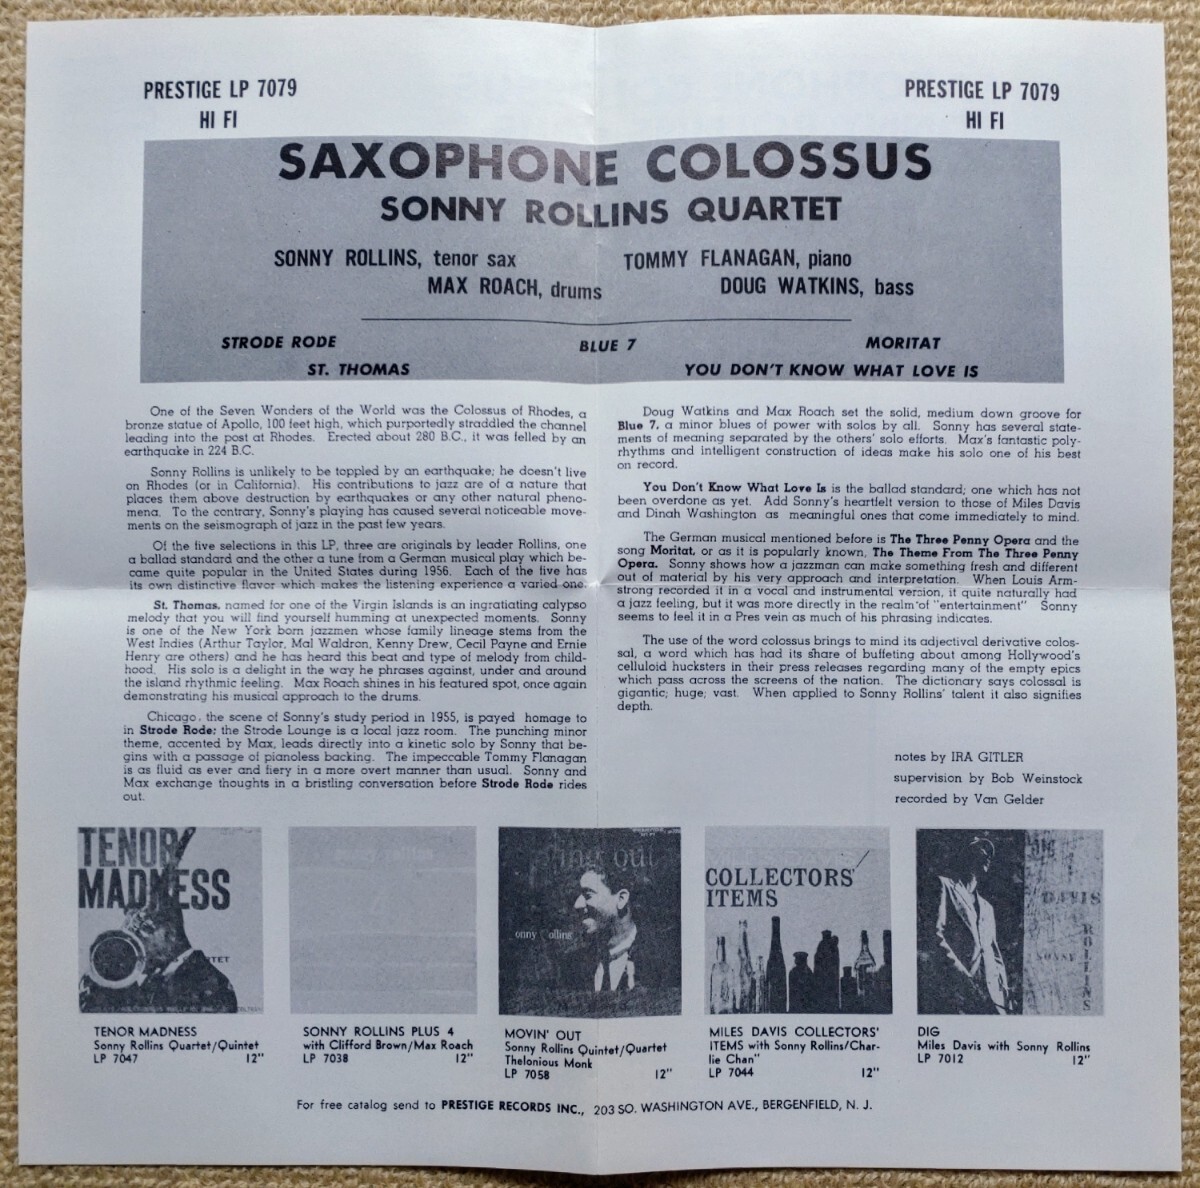 PRESTIGE LP 7079
HI FI
PRESTIGE LP 7079
HI FI
SAXOPHONE COLOSSUS
SONNY ROLLINS QUARTET
SONNY ROLLINS, tenor sax
TOMMY FLANAGAN, piano
MAX ROACH, drums
DOUG WATKINS, bass
STRODE RODE
BLUE 7
MORITAT
ST. THOMAS
YOU DON'T KNOW WHAT LOVE IS
One of the Seven Wonders of the World was the Colossus of Rhodes, a
bronze statue of Apollo, 100 feet high, which purportedly straddled the channel
leading into the post at Rhodes. Erected about 280 B.C., it was felled by an
earthquake in 224 B.C.
Sonny Rollins is unlikely to be toppled by an earthquake; he doesn't live
on Rhodes (or in California). His contributions to jazz are of a nature that
places them above destruction by earthquakes or any other natural pheno-
mena. To the contrary, Sonny's playing has caused several noticeable move-
ments on the seismograph of jazz in the past few years.
Of the five selections in this LP, three are originals by leader Rollins, one
a ballad standard and the other a tune from a German musical play which be-
came quite popular in the United States during 1956. Each of the five has
its own distinctive flavor which makes the listening experience a varied one.
St. Thomas, named for one of the Virgin Islands is an ingratiating calypso
melody that you will find yourself humming at unexpected moments. Sonny
is one of the New York born jazzmen whose family lineage stems from the
West Indies (Arthur Taylor, Mal Waldron, Kenny Drew, Cecil Payne and Ernie
Henry are others) and he has heard this beat and type of melody from child-
hood. His solo is a delight in the way he phrases against, under and around
the island rhythmic feeling. Max Roach shines in his featured spot, once again
demonstrating his musical approach to the drums.
Chicago, the scene of Sonny's study period in 1955, is payed homage to
in Strode Rode; the Strode Lounge is a local jazz room. The punching minor
theme, accented by Max, leads directly into a kinetic solo by Sonny that be-
gins with a passage of pianoless backing. The impeccable Tommy Flanagan
is as fluid as ever and fiery in a more overt manner than usual. Sonny and
Max exchange thoughts in a bristling conversation before Strode Rode rides
out.
Doug Watkins and Max Roach set the solid, medium down groove for
Blue 7, a minor blues of power with solos by all. Sonny has several state-
ments of meaning separated by the others' solo efforts. Max's fantastic poly-
rhythms and intelligent construction of ideas make his solo one of his best
on record.
You Don't Know What Love Is is the ballad standard; one which has not
been overdone as yet. Add Sonny's heartfelt version to those of Miles Davis
and Dinah Washington as meaningful ones that come immediately to mind.
The German musical mentioned before is The Three Penny Opera and the
song Moritat, or as it is popularly known, The Theme From The Three Penny
Opera. Sonny shows how a jazzman can make something fresh and different
out of material by his very approach and interpretation. When Louis Arm-
strong recorded it in a vocal and instrumental version, it quite naturally had
a jazz feeling, but it was more directly in the realm of "entertainment" Sonny
seems to feel it in a Pres vein as much of his phrasing indicates.
The use of the word colossus brings to mind its adjectival derivative colos-
sal, a word which has had its share of buffeting about among Hollywood's
celluloid hucksters in their press releases regarding many of the empty epics
which pass across the screens of the nation. The dictionary says colossal is
gigantic; huge; vast. When applied to Sonny Rollins' talent it also signifies
depth.
notes by IRA GITLER
supervision by Bob Weinstock
recorded by Van Gelder
TENOR
MADNESS
onny ollins
COLLECTORS'
ITEMS
DAVIS
SONNY
ROLLINS
TENOR MADNESS
Sonny Rollins Quartet/Quintet
LP 7047 12"
SONNY ROLLINS PLUS 4
with Clifford Brown/Max Roach
LP 7038 12"
MOVIN' OUT
Sonny Rollins Quintet/Quartet
Thelonious Monk
LP 7058 12"
MILES DAVIS COLLECTORS'
ITEMS with Sonny Rollins/Char-
lie Chan"
LP 7044 12"
DIG
Miles Davis with Sonny Rollins
LP 7012 12"
For free catalog send to PRESTIGE RECORDS INC., 203 SO. WASHINGTON AVE., BERGENFIELD, N. J.